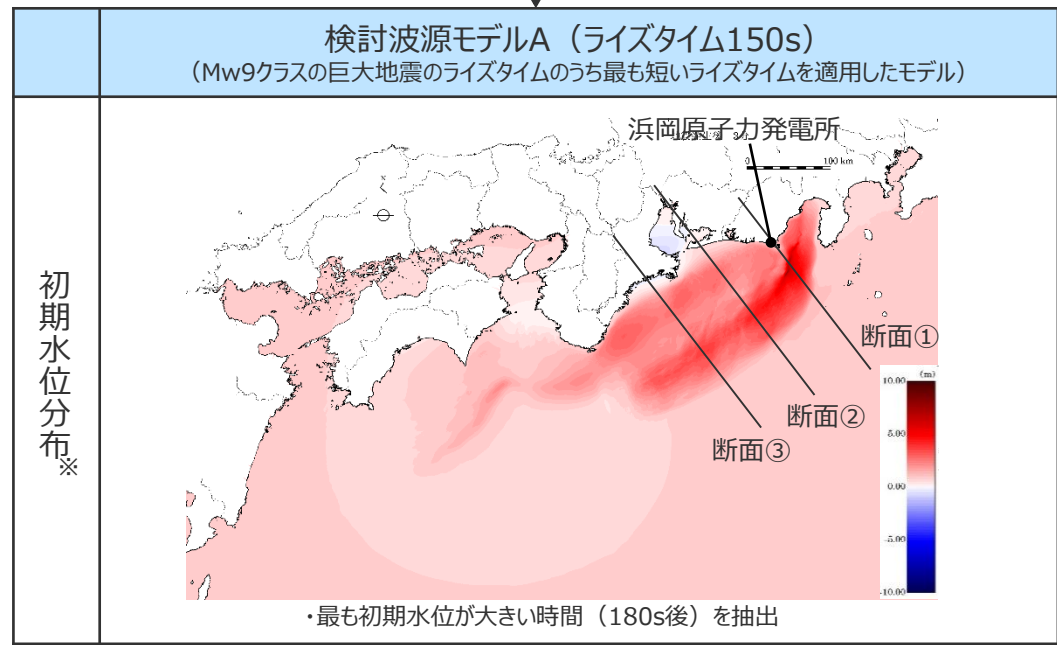 検討波源モデルA（ライズタイム150s）
（Mw9クラスの巨大地震のライズタイムのうち最も短いライズタイムを適用したモデル）
初期水位分布※
浜岡原子力発電所
0 100 km
N
断面①
断面②
断面③
(m)
10.00
5.00
0.00
-5.00
-10.00
・最も初期水位が大きい時間（180s後）を抽出